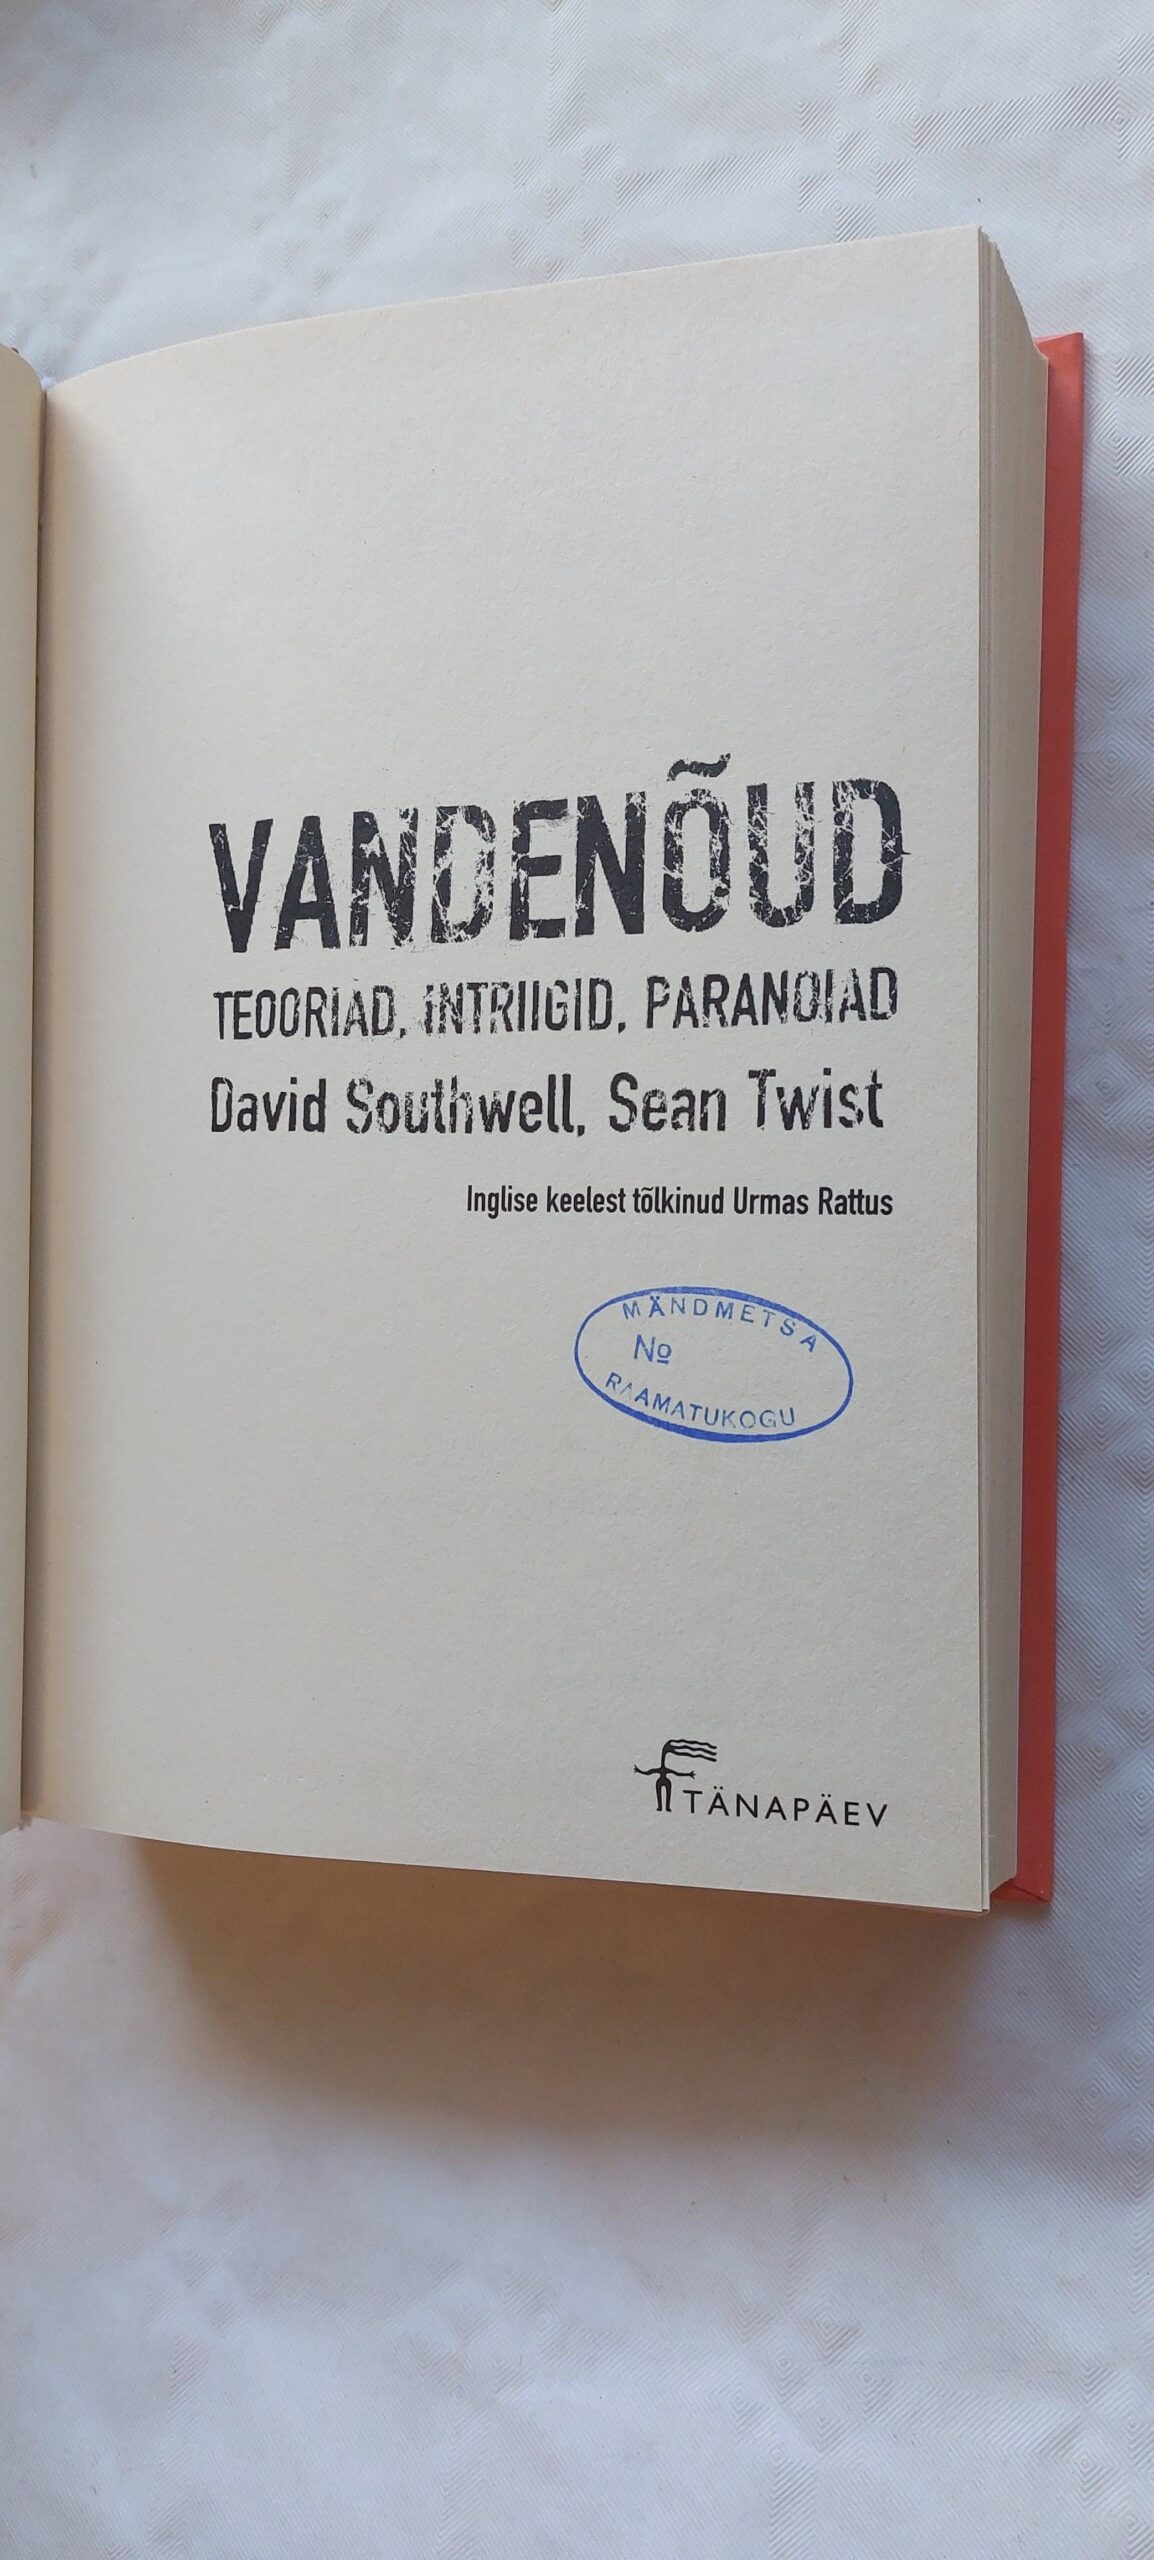 VANDENÕUD
TEOORIAD, INTRIIGID, PARANOIAD
David Southwell, Sean Twist
Inglise keelest tõlkinud Urmas Rattus
MÄNDMETSA
No
RAAMATUKOGU
TÄNAPÄEV